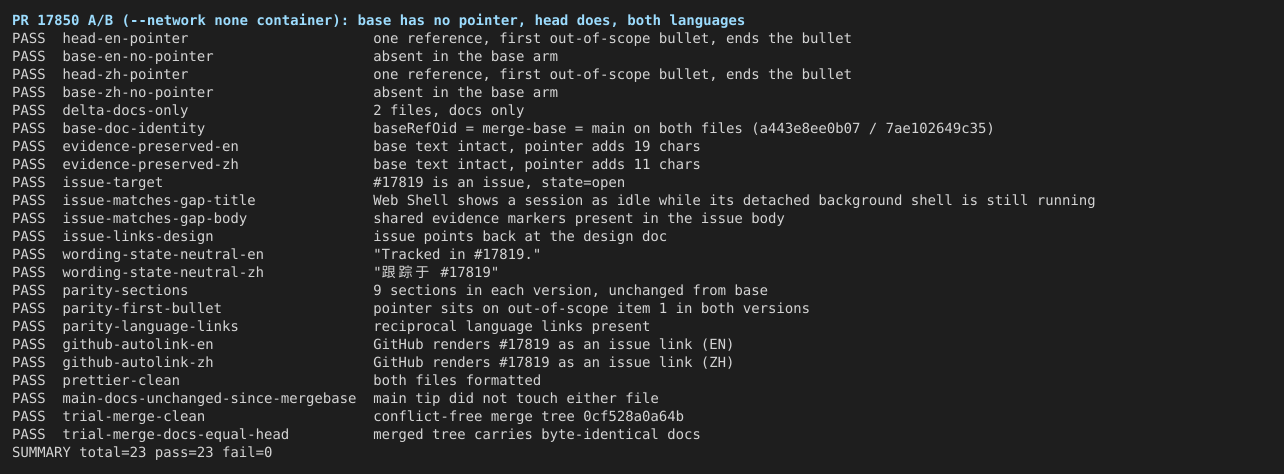 PR 17850 A/B (--network none container): base has no pointer, head does, both languages
PASS  head-en-pointer                      one reference, first out-of-scope bullet, ends the bullet
PASS  base-en-no-pointer                   absent in the base arm
PASS  head-zh-pointer                      one reference, first out-of-scope bullet, ends the bullet
PASS  base-zh-no-pointer                   absent in the base arm
PASS  delta-docs-only                      2 files, docs only
PASS  base-doc-identity                    baseRefOid = merge-base = main on both files (a443e8ee0b07 / 7ae102649c35)
PASS  evidence-preserved-en                base text intact, pointer adds 19 chars
PASS  evidence-preserved-zh                base text intact, pointer adds 11 chars
PASS  issue-target                         #17819 is an issue, state=open
PASS  issue-matches-gap-title              Web Shell shows a session as idle while its detached background shell is still running
PASS  issue-matches-gap-body               shared evidence markers present in the issue body
PASS  issue-links-design                   issue points back at the design doc
PASS  wording-state-neutral-en             "Tracked in #17819."
PASS  wording-state-neutral-zh             "跟踪于 #17819"
PASS  parity-sections                      9 sections in each version, unchanged from base
PASS  parity-first-bullet                  pointer sits on out-of-scope item 1 in both versions
PASS  parity-language-links                reciprocal language links present
PASS  github-autolink-en                   GitHub renders #17819 as an issue link (EN)
PASS  github-autolink-zh                   GitHub renders #17819 as an issue link (ZH)
PASS  prettier-clean                       both files formatted
PASS  main-docs-unchanged-since-mergebase  main tip did not touch either file
PASS  trial-merge-clean                    conflict-free merge tree 0cf528a0a64b
PASS  trial-merge-docs-equal-head          merged tree carries byte-identical docs
SUMMARY total=23 pass=23 fail=0